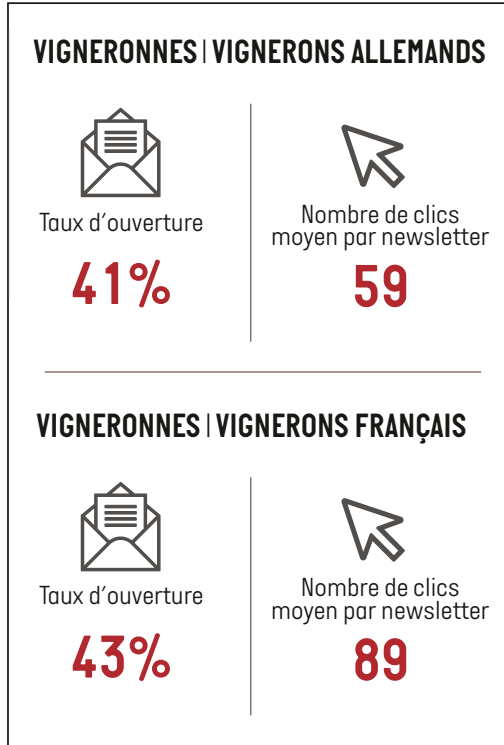 VIGNERONNES | VIGNERONS ALLEMANDS
Taux d'ouverture
41%
Nombre de clics
moyen par newsletter
59
VIGNERONNES | VIGNERONS FRANÇAIS
Taux d'ouverture
43%
Nombre de clics
moyen par newsletter
89